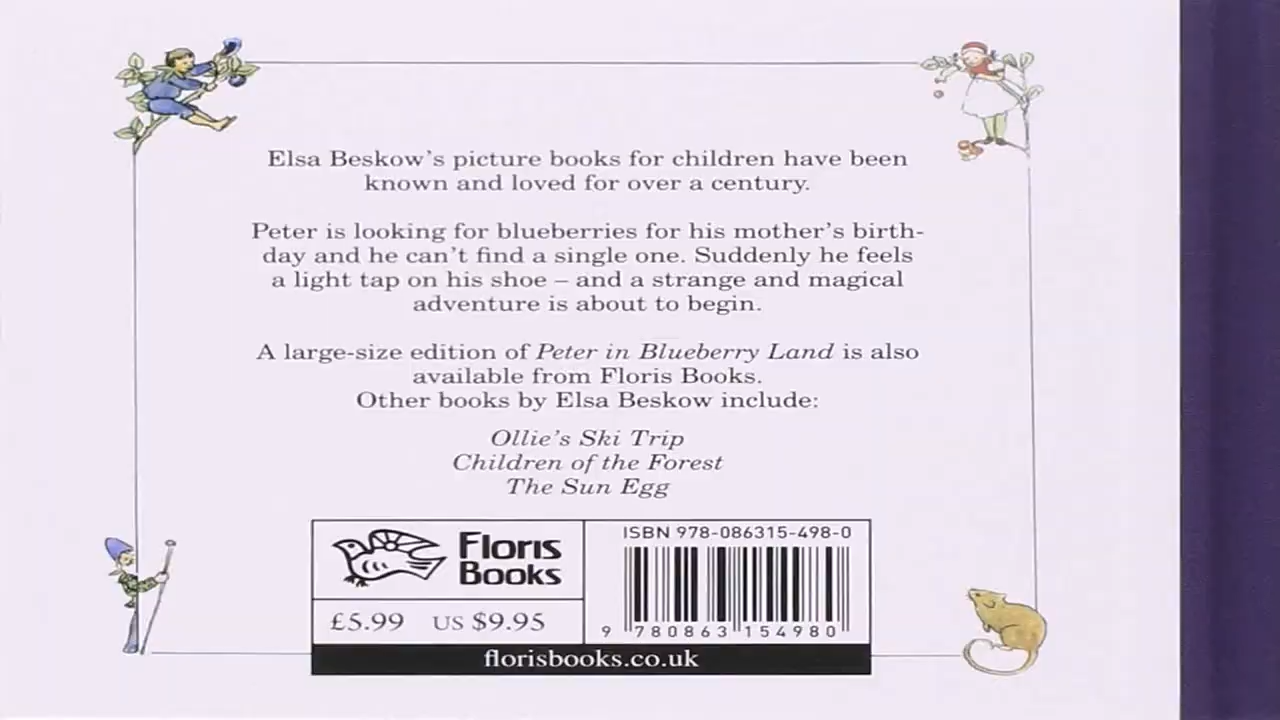 Elsa Beskow's picture books for children have been
known and loved for over a century.
Peter is looking for blueberries for his mother's birth-
day and he can't find a single one. Suddenly he feels
a light tap on his shoe – and a strange and magical
adventure is about to begin.
A large-size edition of Peter in Blueberry Land is also
available from Floris Books.
Other books by Elsa Beskow include:
Ollie's Ski Trip
Children of the Forest
The Sun Egg
Floris
Books
£5.99 US $9.95
ISBN 978-086315-498-0
9 780863 154980
florisbooks.co.uk